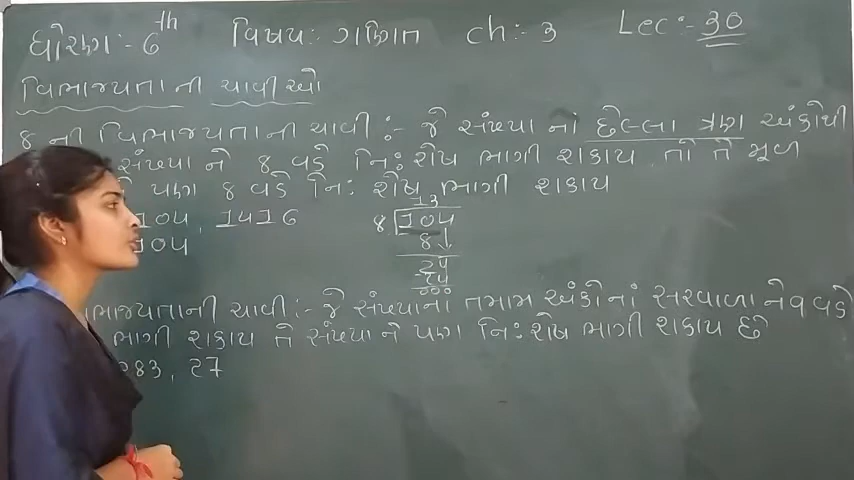 ધોરણ:- 6th વિષય: ગણિત ch:- 3 Lec:- 30
વિભાજ્યતા ની ચાવીઓ
8 ની વિભાજ્યતાની ચાવી :- જે સંખ્યા નાં છેલ્લા ત્રણ અંકોથી
સંખ્યા ને 8 વડે નિ:શેષ ભાગી શકાય તો તે મૂળ
પણ 8 વડે નિ: શેષ ભાગી શકાય
104, 1416
104
13
8 104
8↓
24
-24
000
ભાજ્યતાની ચાવી:- જે સંખ્યાનાં તમામ અંકોનાં સરવાળા ને 9 વડે
ભાગી શકાય તે સંખ્યા ને પણ નિ:શેષ ભાગી શકાય છે
283, 27